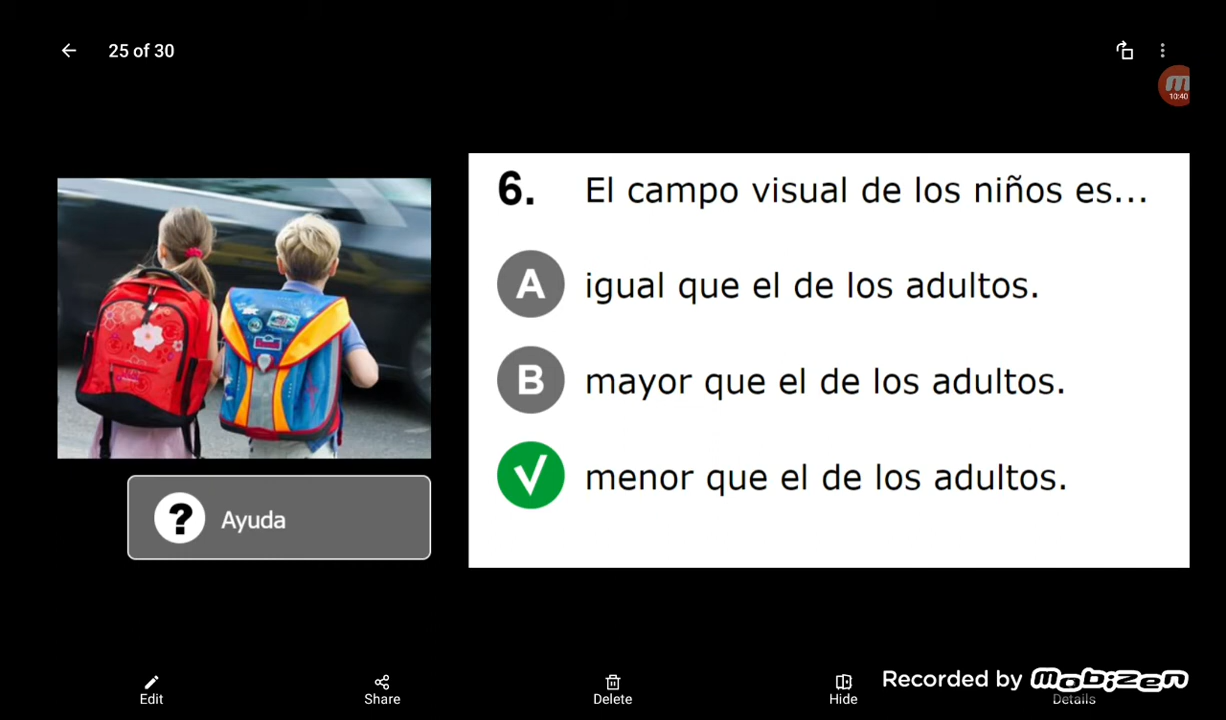 25 of 30
10:40
6. El campo visual de los niños es...
A igual que el de los adultos.
B mayor que el de los adultos.
menor que el de los adultos.
? Ayuda
Recorded by mobizen
Edit
Share
Delete
Hide
Details